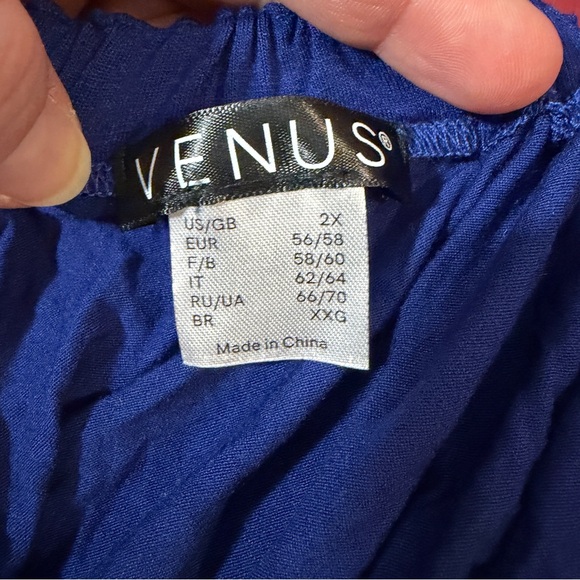 VENUS®
US/GB 2X
EUR 56/58
F/B 58/60
IT 62/64
RU/UA 66/70
BR XXG
Made in China